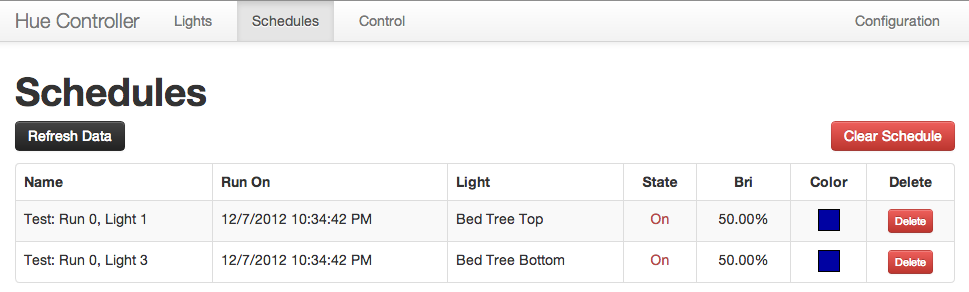 Hue Controller Lights Schedules Control Configuration
Schedules
Refresh Data Clear Schedule
Name Run On Light State Bri Color Delete
Test: Run 0, Light 1 12/7/2012 10:34:42 PM Bed Tree Top On 50.00% Delete
Test: Run 0, Light 3 12/7/2012 10:34:42 PM Bed Tree Bottom On 50.00% Delete